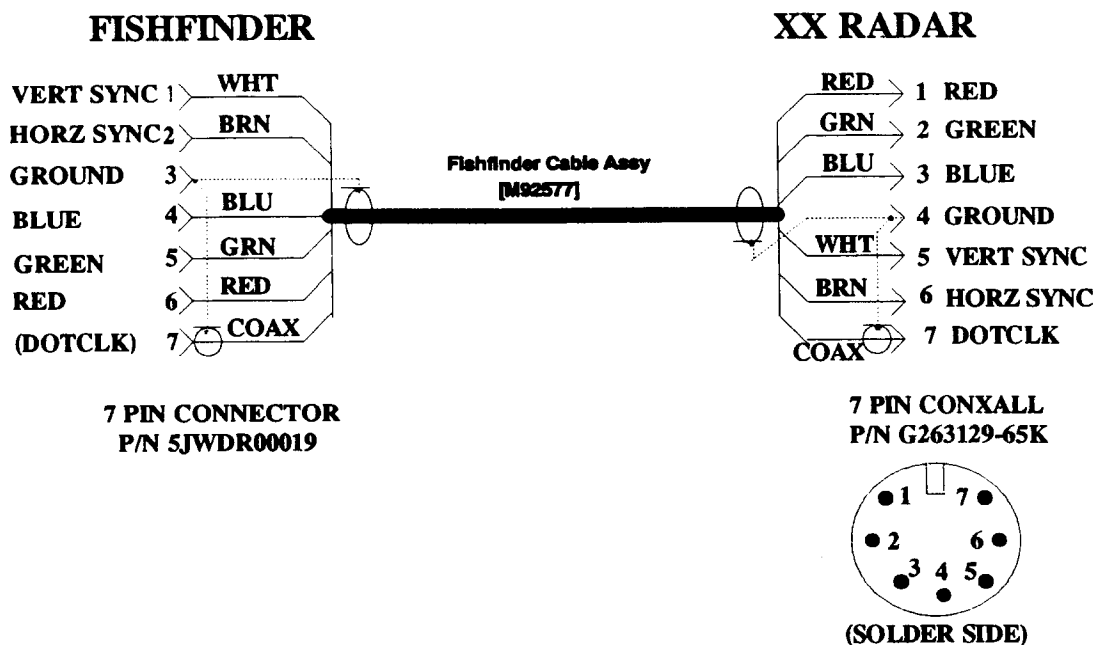 FISHFINDER
VERT SYNC 1 WHT
HORZ SYNC 2 BRN
GROUND 3
BLUE 4 BLU
GREEN 5 GRN
RED 6 RED
(DOTCLK) 7 COAX
7 PIN CONNECTOR
P/N 5JWDR00019
Fishfinder Cable Assy
[M92577]
XX RADAR
RED 1 RED
GRN 2 GREEN
BLU 3 BLUE
4 GROUND
WHT 5 VERT SYNC
BRN 6 HORZ SYNC
COAX 7 DOTCLK
7 PIN CONXALL
P/N G263129-65K
1 7
2 6
3 4 5
(SOLDER SIDE)